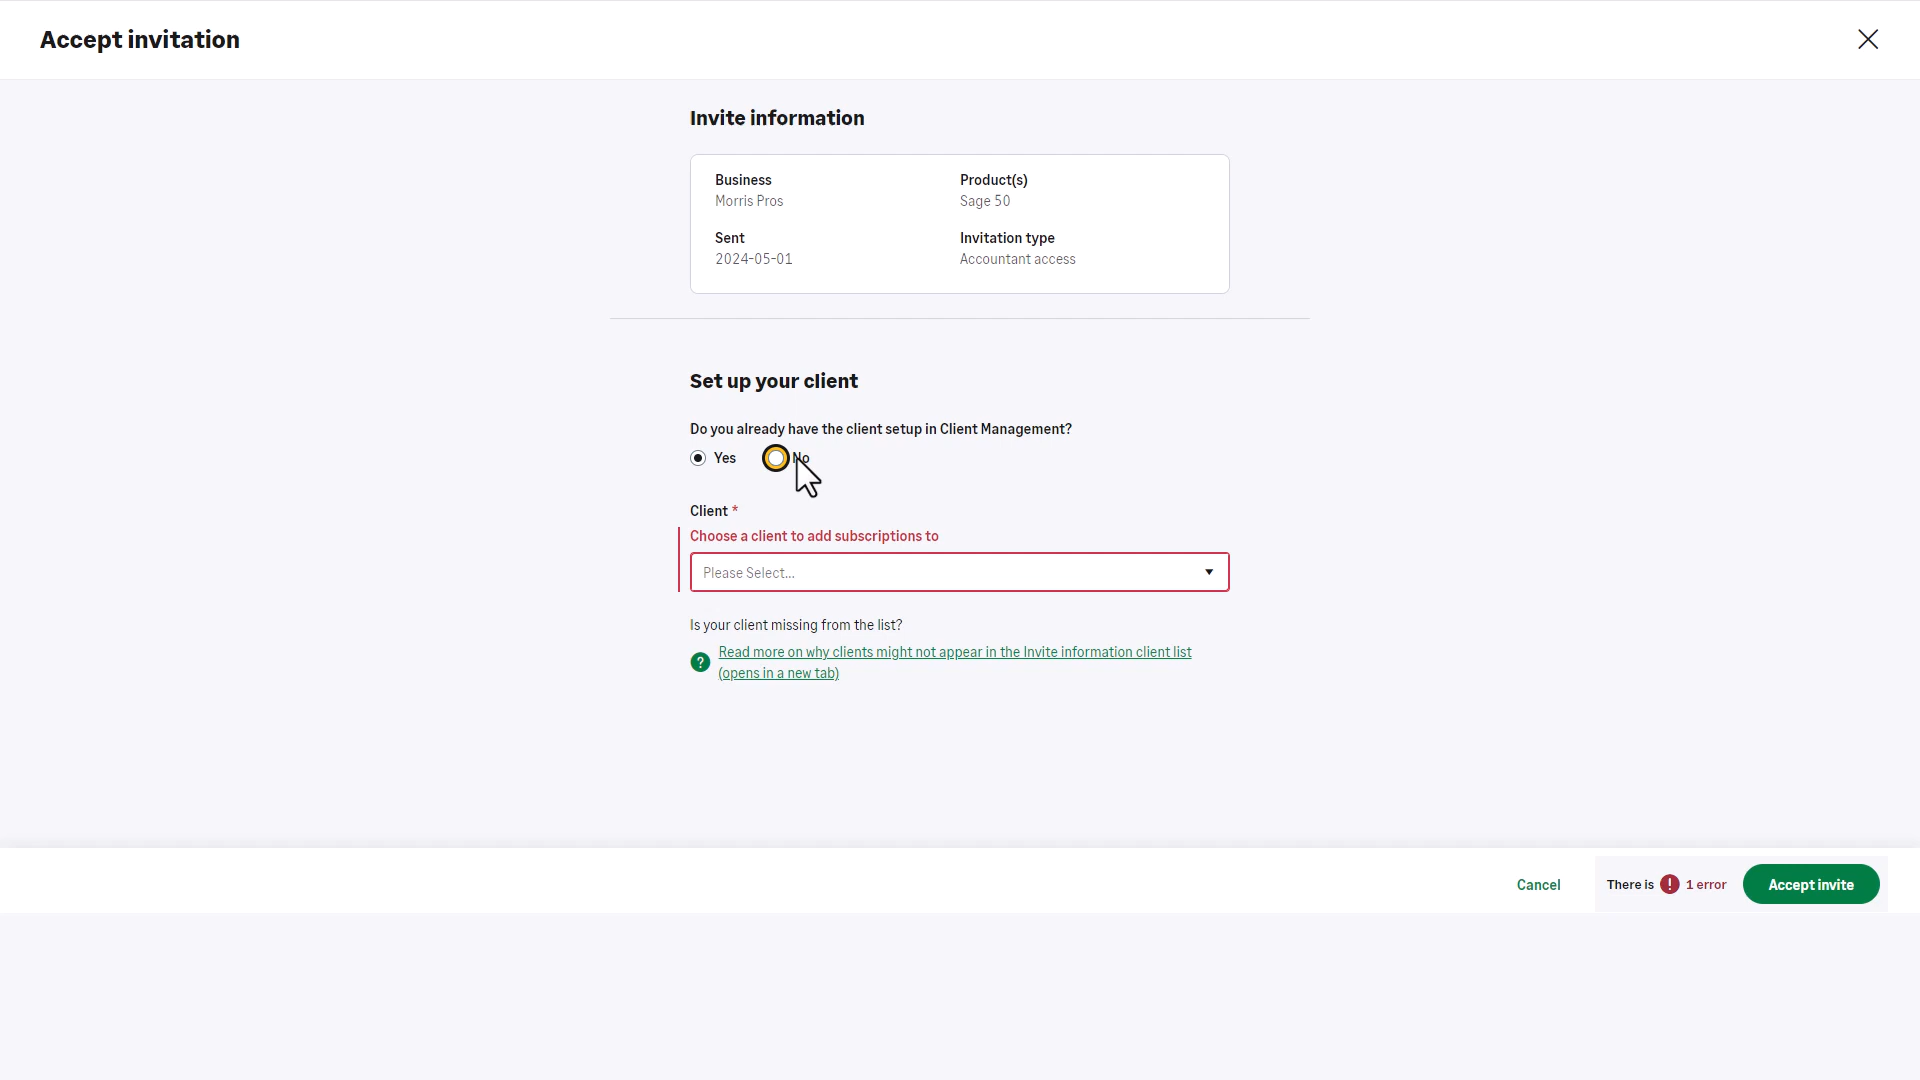 Accept invitation
Invite information
Business
Product(s)
Morris Pros
Sage 50
Sent
Invitation type
2024-05-01
Accountant access
Set up your client
Do you already have the client setup in Client Management?
Yes
No
Client *
Choose a client to add subscriptions to
Please Select...
Is your client missing from the list?
? Read more on why clients might not appear in the Invite information client list
(opens in a new tab)
Cancel
There is ! 1 error
Accept invite